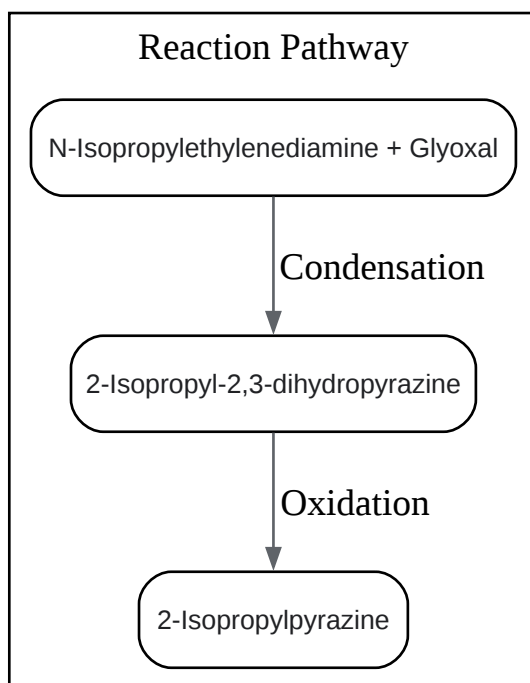 Reaction Pathway
N-Isopropylethylenediamine + Glyoxal
Condensation
2-Isopropyl-2,3-dihydropyrazine
Oxidation
2-Isopropylpyrazine